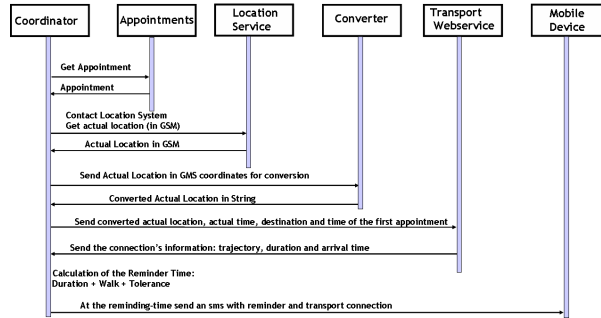 Coordinator
Appointments
Location
Service
Converter
Transport
Webservice
Mobile
Device
Get Appointment
Appointment
Contact Location System
Get actual location (in GSM)
Actual Location in GSM
Send Actual Location in GMS coordinates for conversion
Converted Actual Location in String
Send converted actual location, actual time, destination and time of the first appointment
Send the connection's information: trajectory, duration and arrival time
Calculation of the Reminder Time:
Duration + Walk + Tolerance
At the reminding-time send an sms with reminder and transport connection